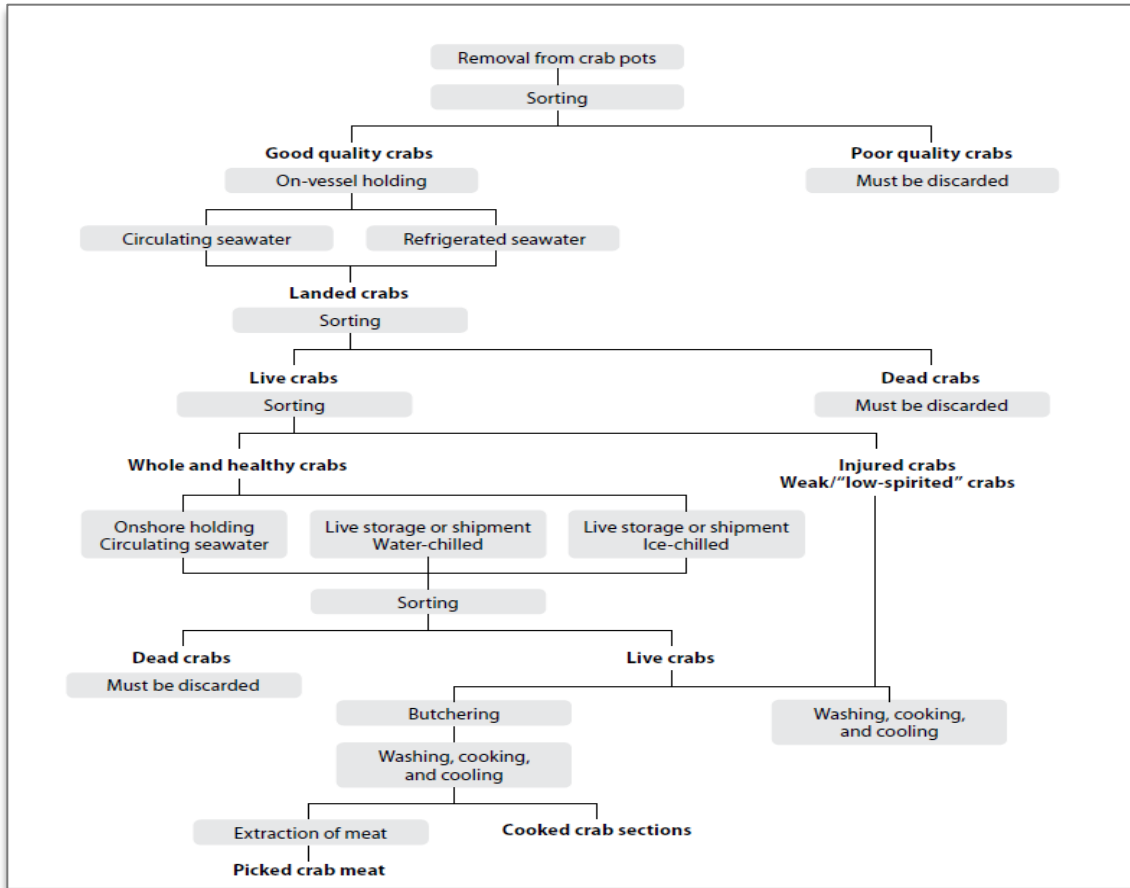 Removal from crab pots
Sorting
Good quality crabs
Poor quality crabs
On-vessel holding
Must be discarded
Circulating seawater
Refrigerated seawater
Landed crabs
Sorting
Live crabs
Dead crabs
Sorting
Must be discarded
Whole and healthy crabs
Injured crabs
Weak/“low-spirited” crabs
Onshore holding
Circulating seawater
Live storage or shipment
Water-chilled
Live storage or shipment
Ice-chilled
Sorting
Dead crabs
Live crabs
Must be discarded
Butchering
Washing, cooking,
and cooling
Washing, cooking,
and cooling
Extraction of meat
Cooked crab sections
Picked crab meat